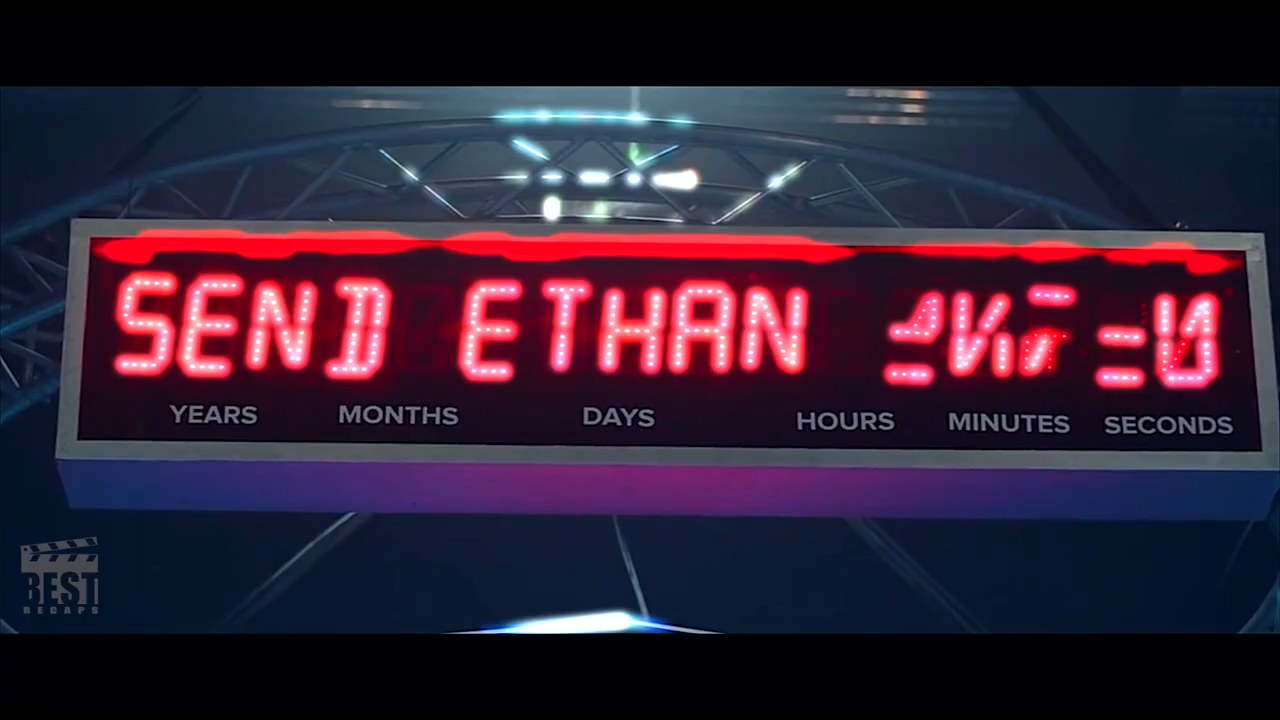 SEND ETHAN
YEARS MONTHS DAYS HOURS MINUTES SECONDS
BEST
RECAPS